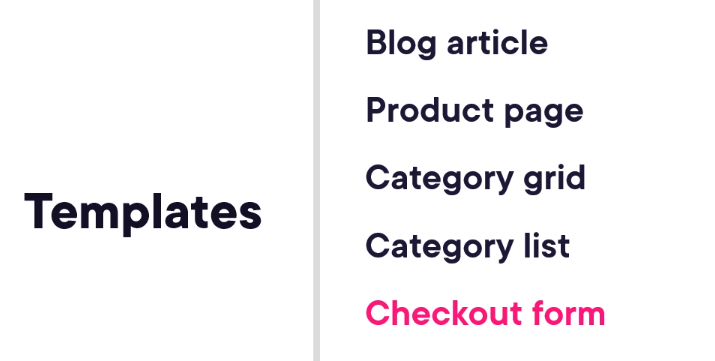 Templates
Blog article
Product page
Category grid
Category list
Checkout form